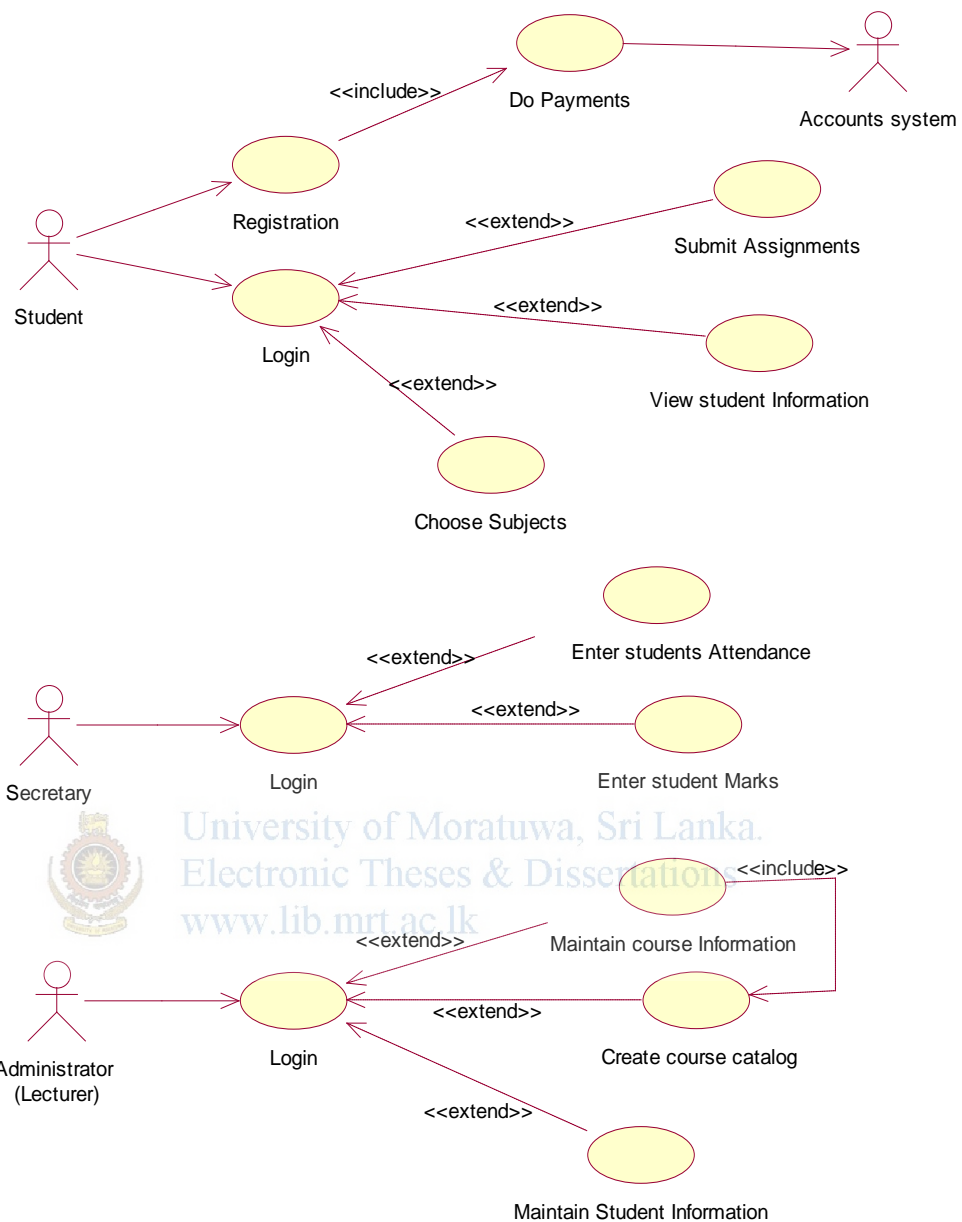 Do Payments
Accounts system
<<include>>
Registration
<<extend>>
Submit Assignments
Student
Login
<<extend>>
View student Information
<<extend>>
Choose Subjects
Enter students Attendance
<<extend>>
<<extend>>
Secretary
Login
Enter student Marks
University of Moratuwa, Sri Lanka.
Electronic Theses & Dissertations
www.lib.mrt.ac.lk
<<include>>
<<extend>>
Maintain course Information
<<extend>>
Administrator
(Lecturer)
Login
Create course catalog
<<extend>>
Maintain Student Information